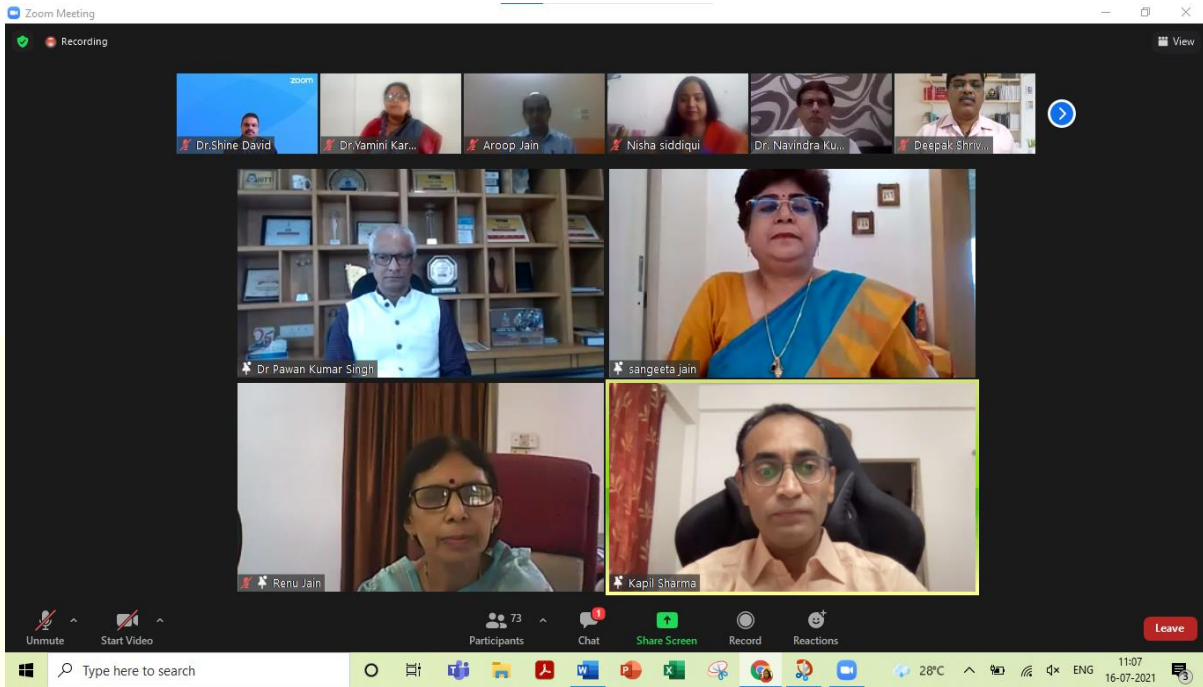 Zoom Meeting
Recording
View
zoom
Dr.Shine David
Dr.Yamini Kar...
Aroop Jain
Nisha siddiqui
Dr. Navindra Ku...
Deepak Shriv...
Dr Pawan Kumar Singh
sangeeta jain
Renu Jain
Kapil Sharma
Unmute
Start Video
Participants
73
Chat
1
Share Screen
Record
Reactions
Leave
Type here to search
28°C
ENG
11:07
16-07-2021
3